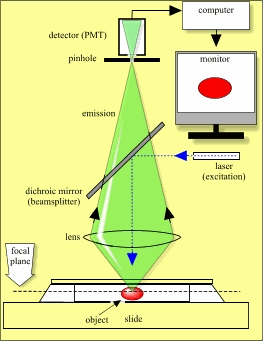 computer
detector (PMT)
monitor
pinhole
emission
laser
(excitation)
dichroic mirror
(beamsplitter)
lens
focal
plane
object
slide